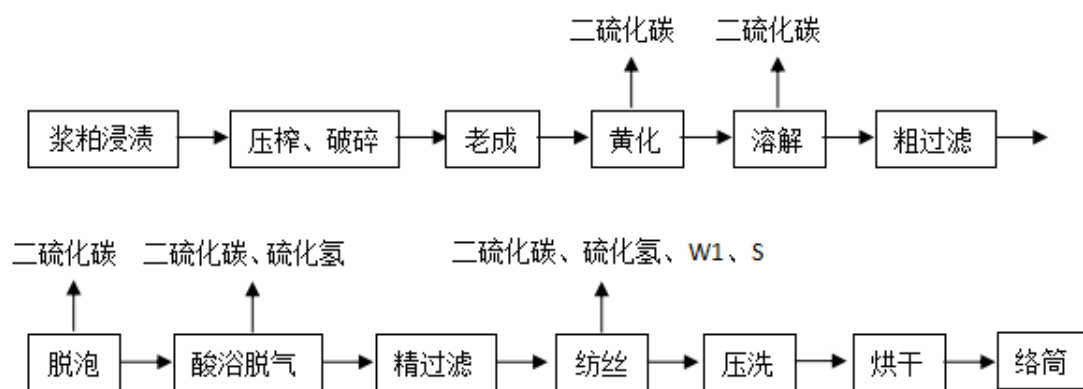 二硫化碳 二硫化碳
浆粕浸渍 压榨、破碎 老成 黄化 溶解 粗过滤
二硫化碳 二硫化碳、硫化氢 二硫化碳、硫化氢、W1、S
脱泡 酸浴脱气 精过滤 纺丝 压洗 烘干 络筒